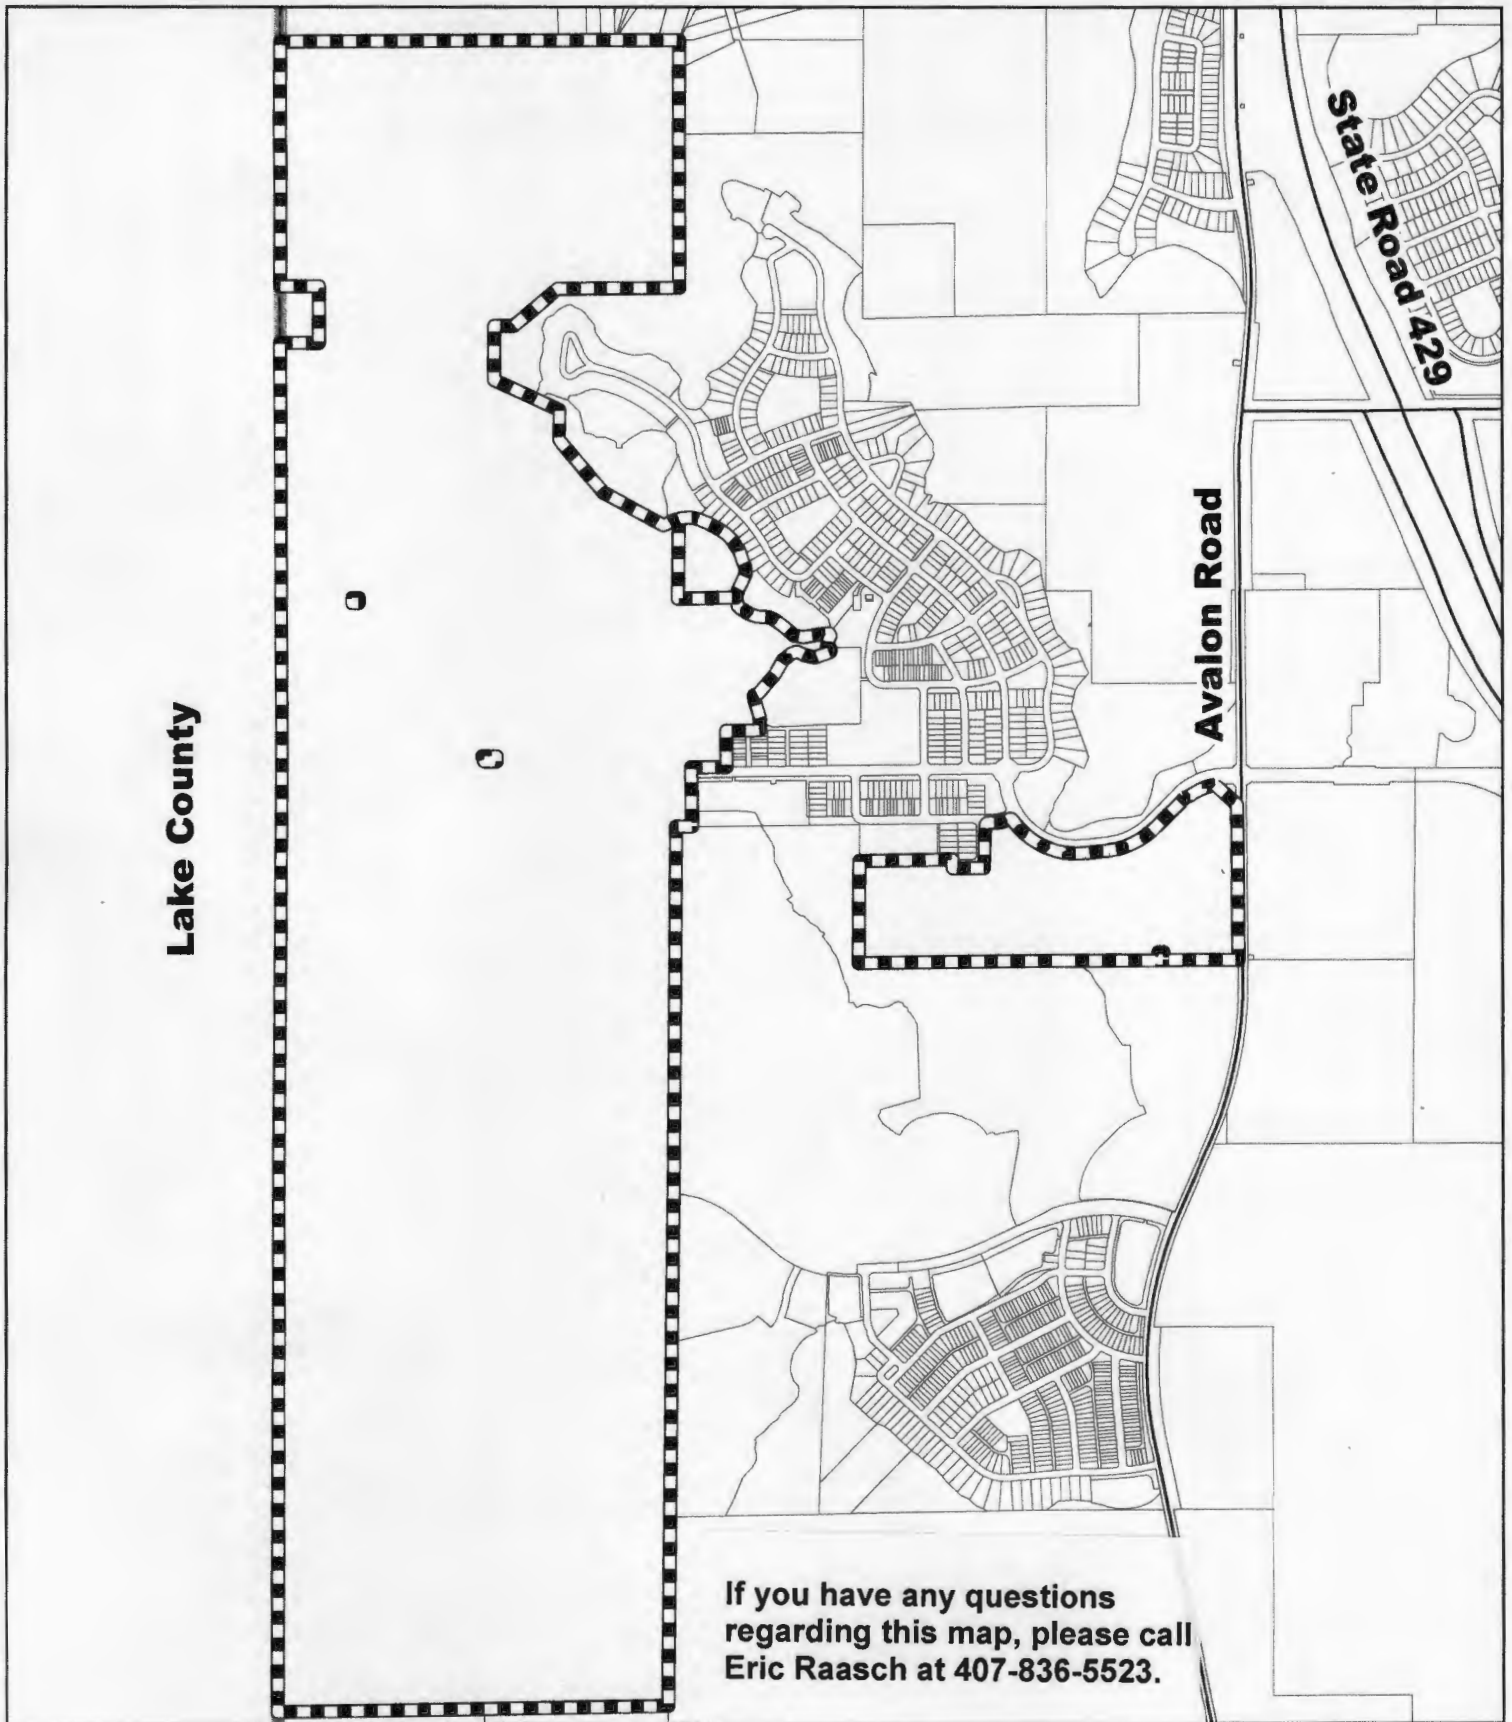 State Road 429
Avalon Road
Lake County
If you have any questions
regarding this map, please call
Eric Raasch at 407-836-5523.